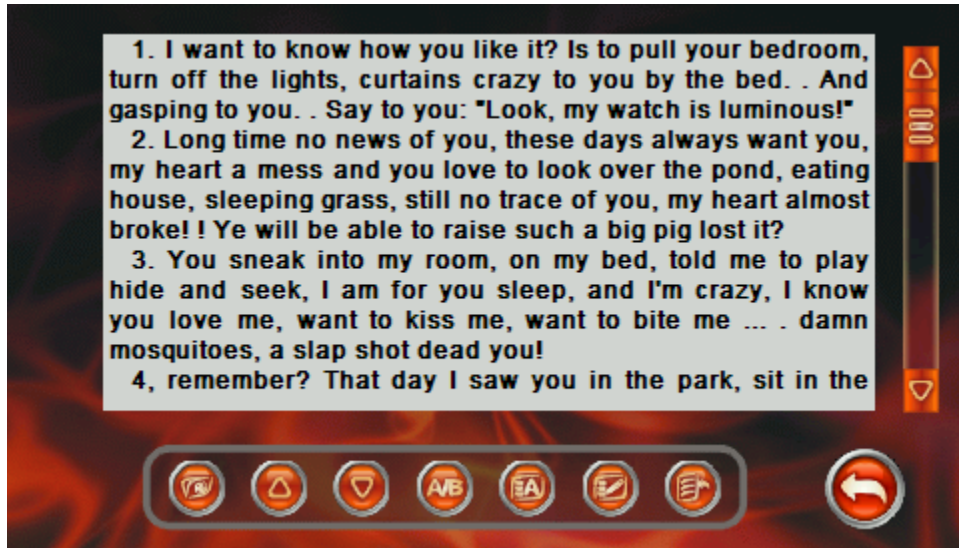 1. I want to know how you like it? Is to pull your bedroom,
turn off the lights, curtains crazy to you by the bed. . And
gasping to you. . Say to you: "Look, my watch is luminous!"
2. Long time no news of you, these days always want you,
my heart a mess and you love to look over the pond, eating
house, sleeping grass, still no trace of you, my heart almost
broke! ! Ye will be able to raise such a big pig lost it?
3. You sneak into my room, on my bed, told me to play
hide and seek, I am for you sleep, and I'm crazy, I know
you love me, want to kiss me, want to bite me ... . damn
mosquitoes, a slap shot dead you!
4, remember? That day I saw you in the park, sit in the
A/B
A